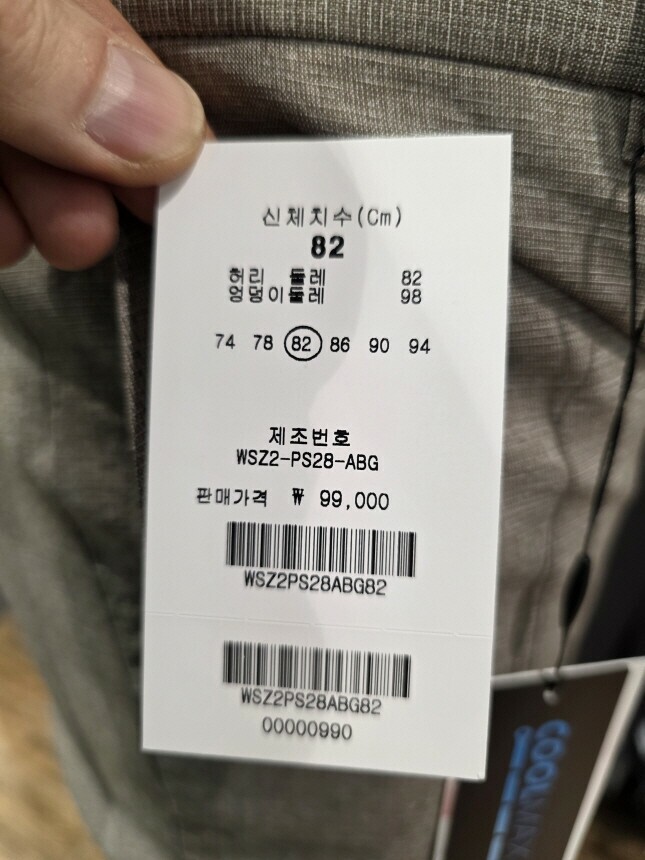 신체치수(Cm)
82
허리 둘레 82
엉덩이둘레 98
74 78 82 86 90 94
제조번호
WSZ2-PS28-ABG
판매가격 ₩ 99,000
WSZ2PS28ABG82
WSZ2PS28ABG82
00000990
COOLMAX